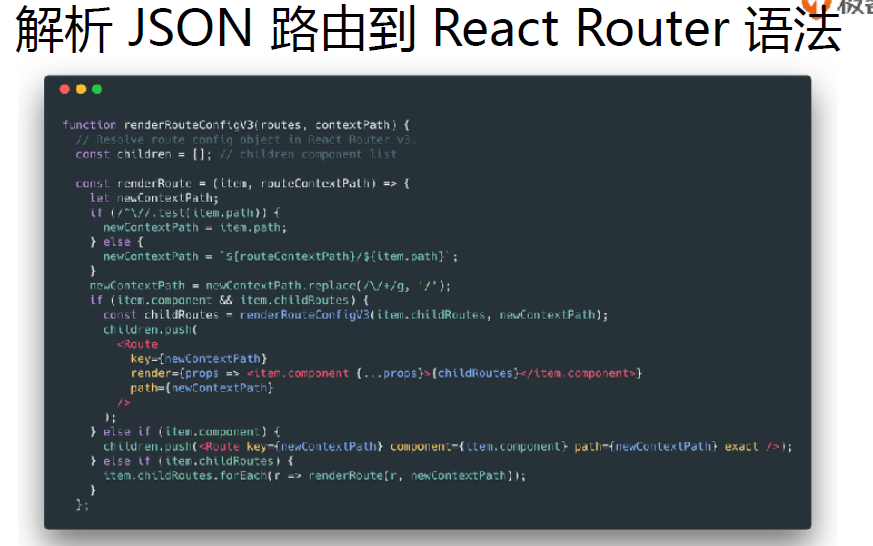 解析 JSON 路由到 React Router 语法
function renderRouteConfigV3(routes, contextPath) {
// Resolve route config object in React Router v3.
const children = []; // children component list
const renderRoute = (item, routeContextPath) => {
let newContextPath;
if (/^\//.test(item.path)) {
newContextPath = item.path;
} else {
newContextPath = `${routeContextPath}/${item.path}`;
}
newContextPath = newContextPath.replace(/\/+/g, '/');
if (item.component && item.childRoutes) {
const childRoutes = renderRouteConfigV3(item.childRoutes, newContextPath);
children.push(
<Route
key={newContextPath}
render={props => <item.component {...props}>{childRoutes}</item.component>}
path={newContextPath}
/>
);
} else if (item.component) {
children.push(<Route key={newContextPath} component={item.component} path={newContextPath} exact />);
} else if (item.childRoutes) {
item.childRoutes.forEach(r => renderRoute(r, newContextPath));
}
};